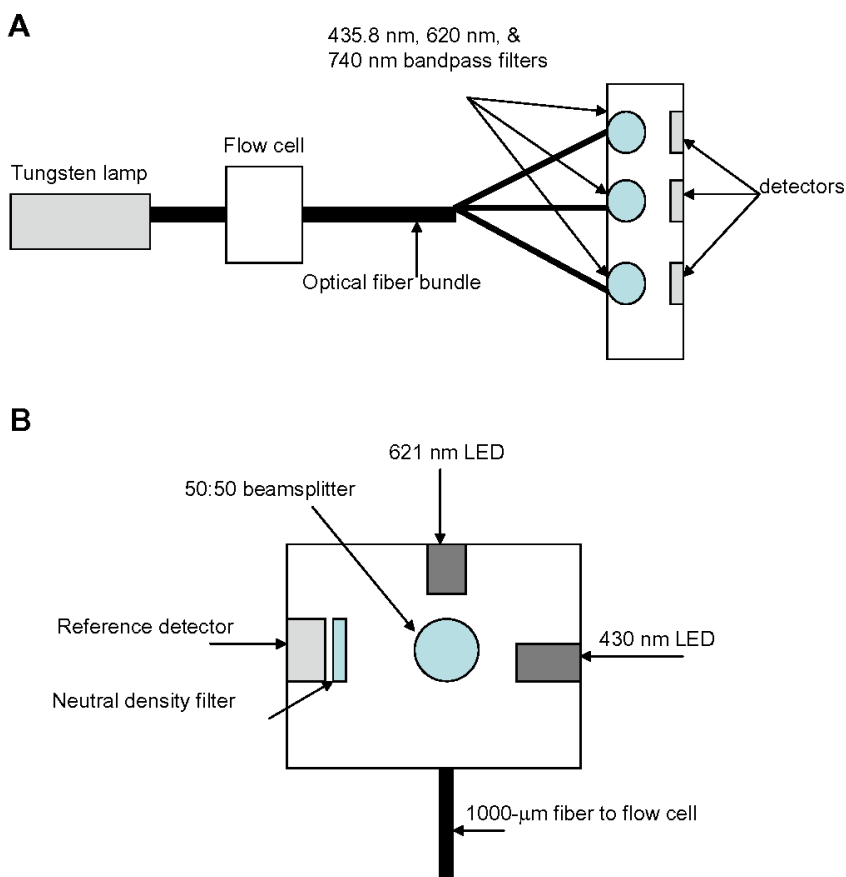 A
435.8 nm, 620 nm, &
740 nm bandpass filters
Flow cell
Tungsten lamp
detectors
Optical fiber bundle
B
621 nm LED
50:50 beamsplitter
Reference detector
430 nm LED
Neutral density filter
1000-μm fiber to flow cell